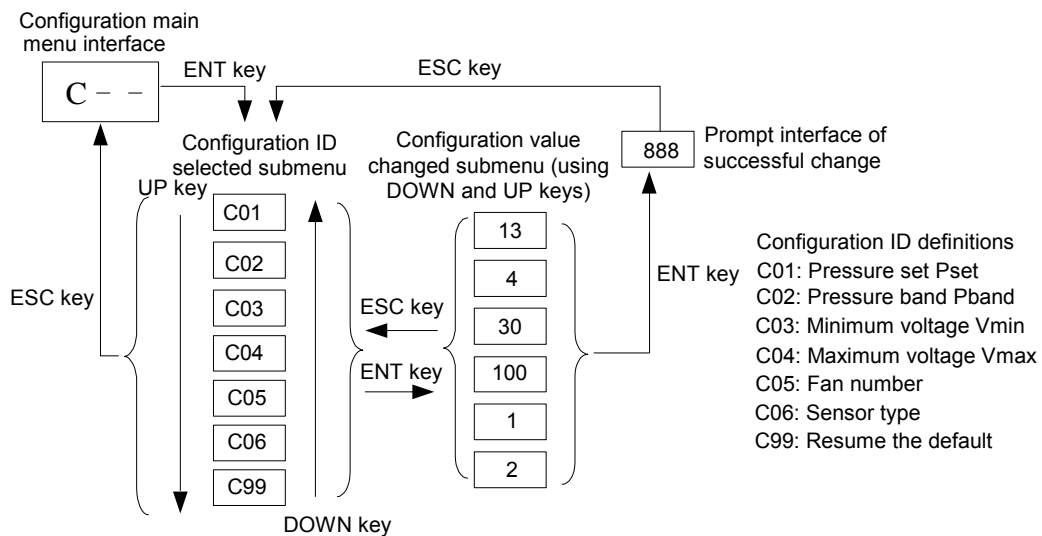 Configuration main
menu interface
C - -
ENT key
ESC key
Configuration ID
selected submenu
UP key
Configuration value
changed submenu (using
DOWN and UP keys)
888
Prompt interface of
successful change
C01
C02
C03
C04
C05
C06
C99
ESC key
DOWN key
ESC key
ENT key
13
4
30
100
1
2
ENT key
Configuration ID definitions
C01: Pressure set Pset
C02: Pressure band Pband
C03: Minimum voltage Vmin
C04: Maximum voltage Vmax
C05: Fan number
C06: Sensor type
C99: Resume the default